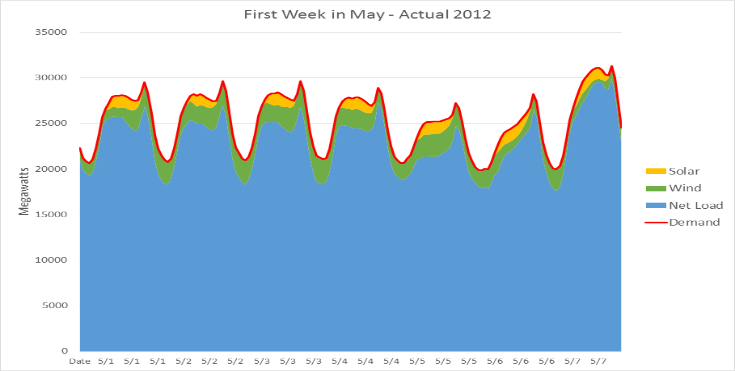 First Week in May - Actual 2012
35000
30000
25000
20000
15000
10000
5000
0
Megawatts
Date 5/1 5/1 5/1 5/2 5/2 5/2 5/3 5/3 5/3 5/4 5/4 5/4 5/5 5/5 5/5 5/6 5/6 5/6 5/7 5/7
Solar
Wind
Net Load
Demand